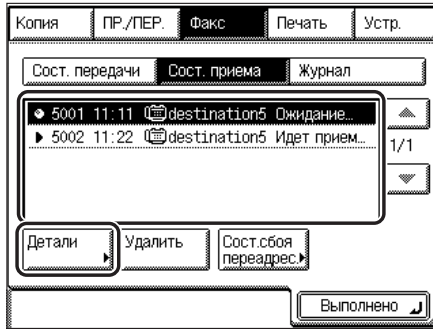 Копия ПР./ПЕР. Факс Печать Устр.
Сост. передачи Сост. приема Журнал
5001 11:11 destination5 Ожидание...
5002 11:22 destination5 Идет прием...
1/1
Детали Удалить Сост.сбоя
переадрес.
Выполнено